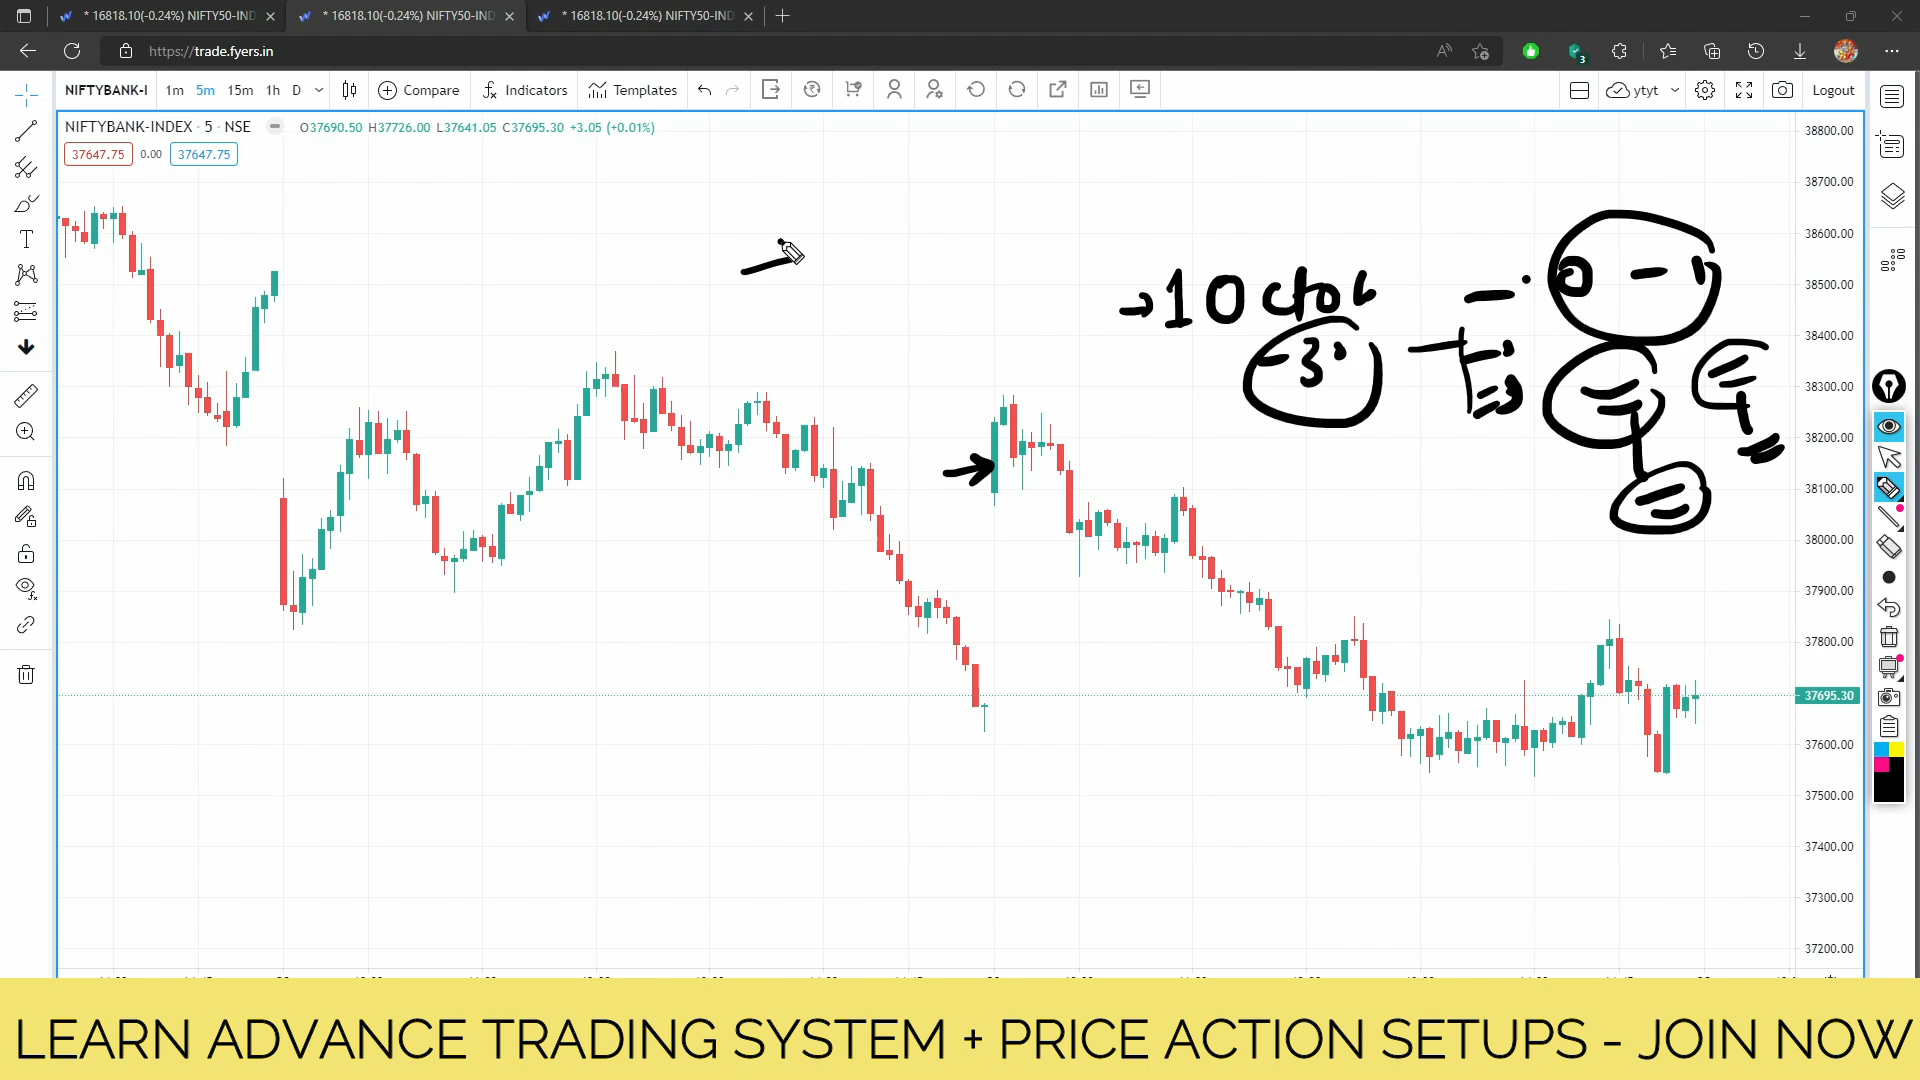 * 16818.10(-0.24%) NIFTY50-IND
* 16818.10(-0.24%) NIFTY50-IND
* 16818.10(-0.24%) NIFTY50-IND
https://trade.fyers.in
3
NIFTYBANK-I 1m 5m 15m 1h D Compare Indicators Templates ytyt Logout
NIFTYBANK-INDEX · 5 · NSE O37690.50 H37726.00 L37641.05 C37695.30 +3.05 (+0.01%)
37647.75 0.00 37647.75
38800.00
38700.00
38600.00
38500.00
38400.00
38300.00
38200.00
38100.00
38000.00
37900.00
37800.00
37695.30
37600.00
37500.00
37400.00
37300.00
37200.00
10
LEARN ADVANCE TRADING SYSTEM + PRICE ACTION SETUPS - JOIN NOW